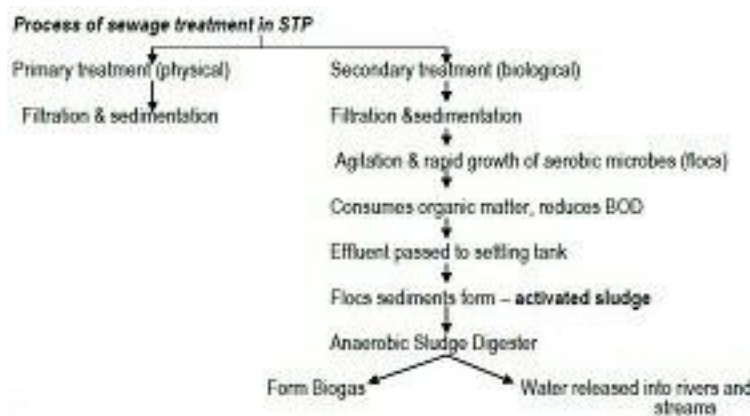 Process of sewage treatment in STP
Primary treatment (physical)
Secondary treatment (biological)
Filtration & sedimentation
Filtration &sedimentation
Agitation & rapid growth of aerobic microbes (flocs)
Consumes organic matter, reduces BOD
Effluent passed to settling tank
Flocs sediments form – activated sludge
Anaerobic Sludge Digester
Form Biogas
Water released into rivers and
streams